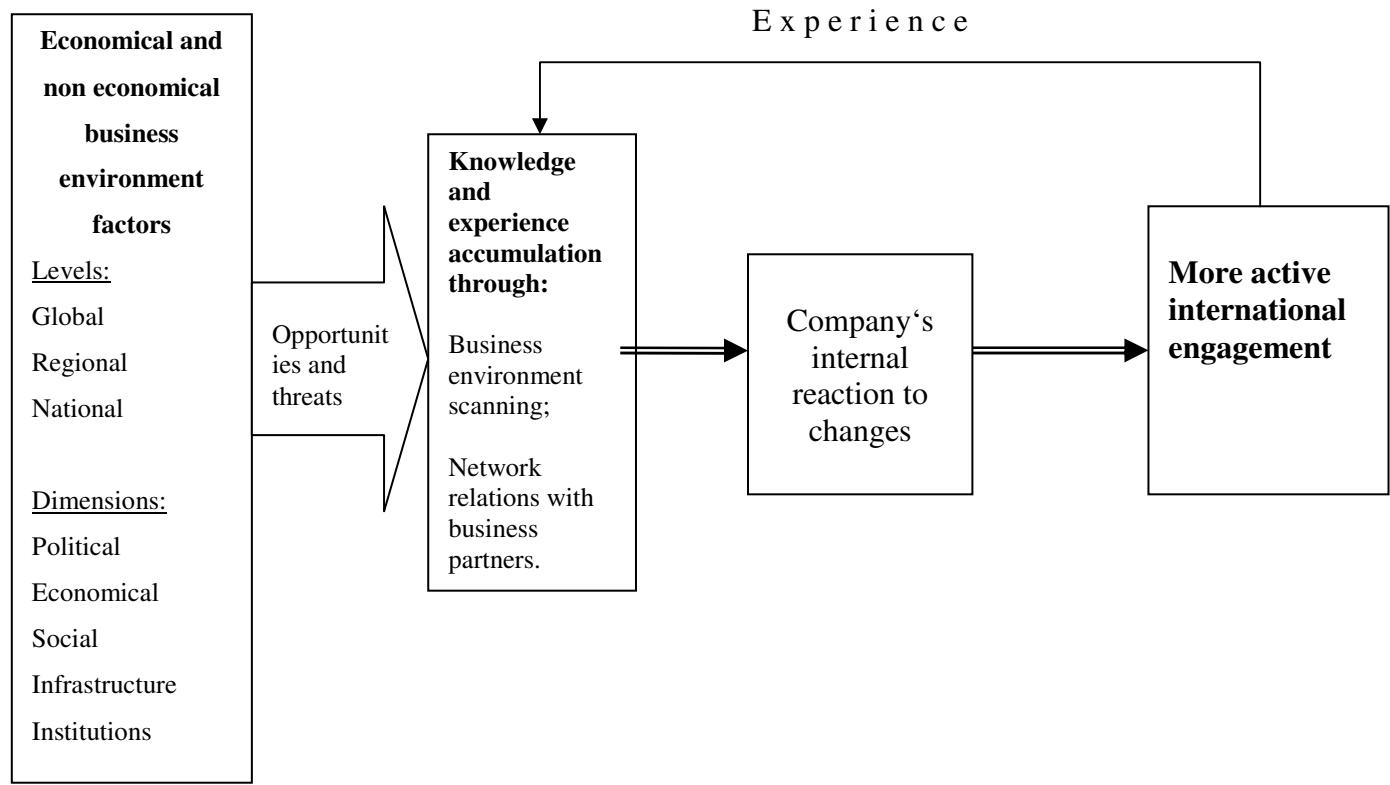 E x p e r i e n c e
Economical and
non economical
business
environment
factors
Levels:
Global
Regional
National
Dimensions:
Political
Economical
Social
Infrastructure
Institutions
Opportunit
ies and
threats
Knowledge
and
experience
accumulation
through:
Business
environment
scanning;
Network
relations with
business
partners.
Company‘s
internal
reaction to
changes
More active
international
engagement